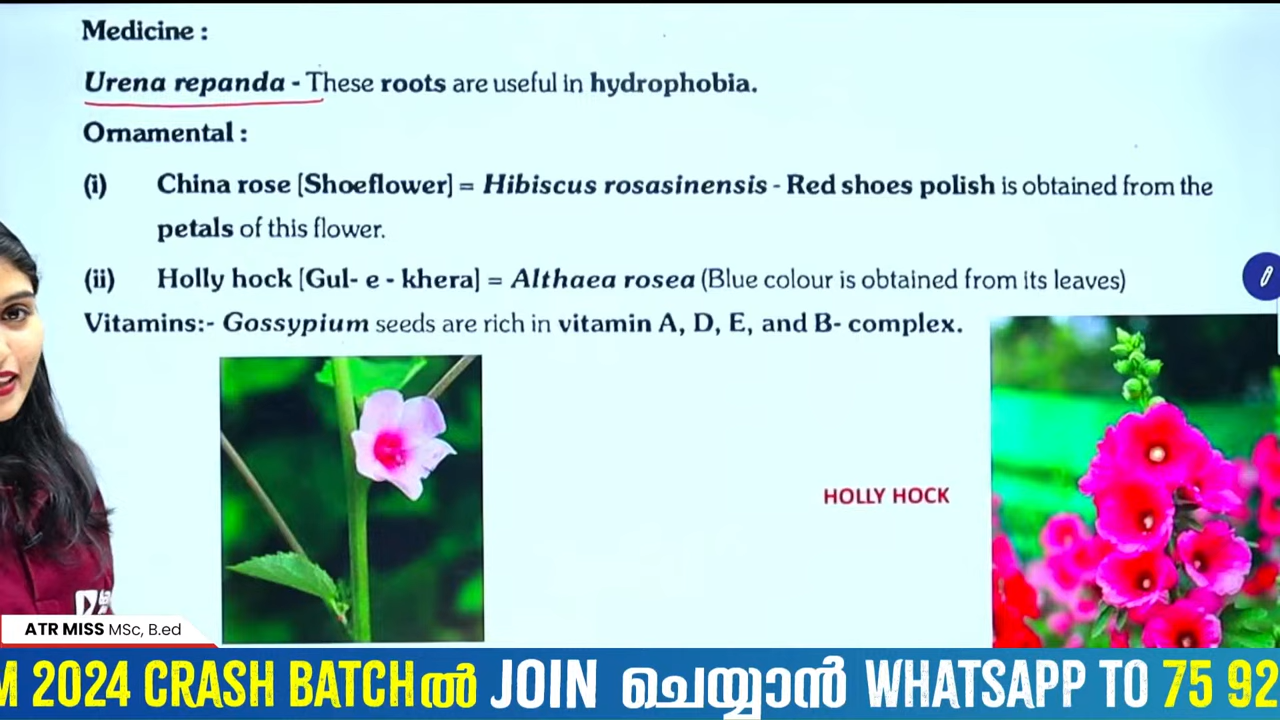 Medicine :
Urena repanda - These roots are useful in hydrophobia.
Ornamental :
(i) China rose [Shoeflower] = Hibiscus rosasinensis - Red shoes polish is obtained from the
petals of this flower.
(ii) Holly hock [Gul- e - khera] = Althaea rosea (Blue colour is obtained from its leaves)
Vitamins:- Gossypium seeds are rich in vitamin A, D, E, and B- complex.
HOLLY HOCK
ATR MISS MSc, B.ed
M 2024 CRASH BATCHൽ JOIN ചെയ്യാൻ WHATSAPP TO 75 92